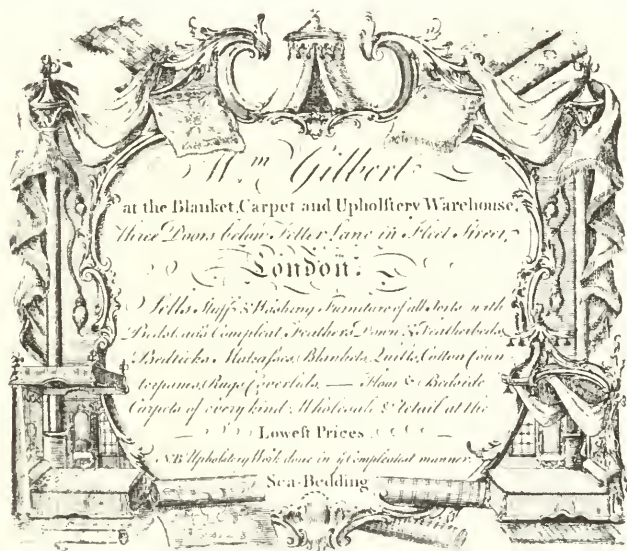 Wm Gilbert
at the Blanket, Carpet and Upholſtery Warehouse,
three Doors below Fetter Lane in Fleet Street,
London.
Sells Stuff & Washing Furniture of all Sorts with
Bedsteads Compleat Feathers Down & Featherbeds,
Bedticks, Matraſſes, Blankets, Quilts, Cotton Coun
terpanes, Rugs, Coverlids, — Floor & Bedside
Carpets of every kind Wholesale & Retail at the
Loweſt Prices
NB Upholstery Work done in ye Compleatest manner.
Sea-Bedding